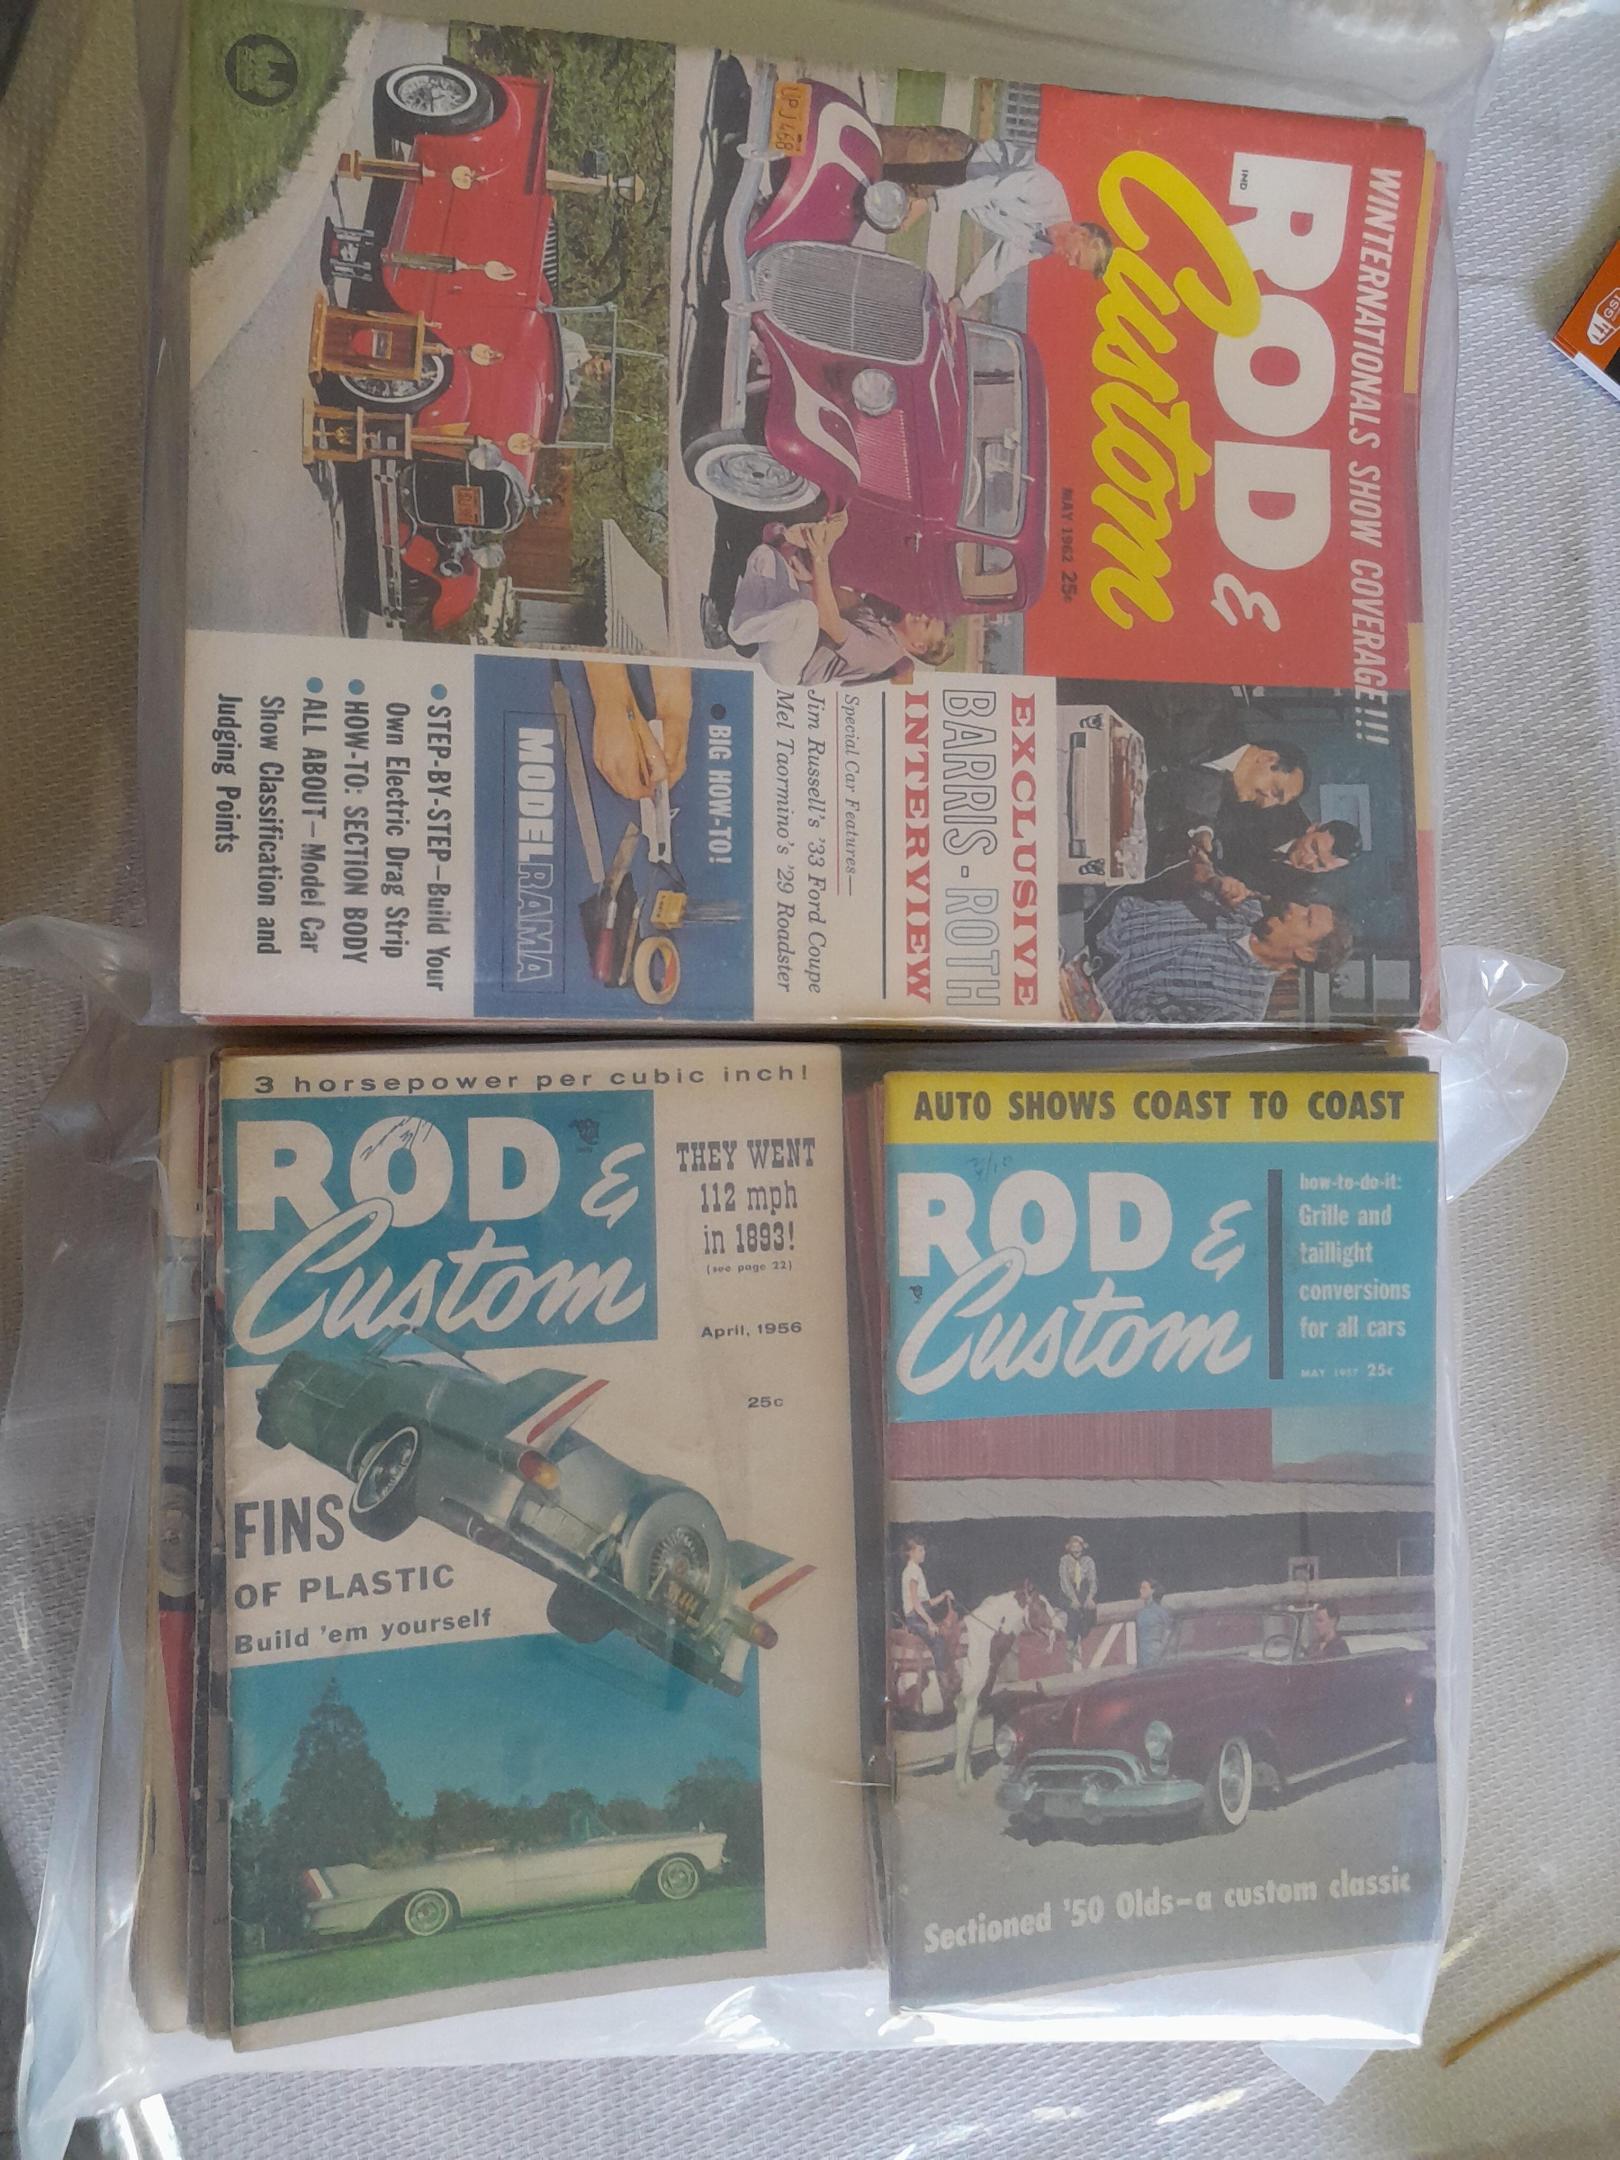 WINTERNATIONALS SHOW COVERAGE!!!
ROD &
Custom
IND
MAY 1962 25c
UPJ 468
EXCLUSIVE
BARRIS-ROTH
INTERVIEW
Special Car Features—
Jim Russell's '33 Ford Coupe
Mel Taormino's '29 Roadster
• BIG HOW-TO!
MODELRAMA
• STEP-BY-STEP—Build Your
Own Electric Drag Strip
• HOW-TO: SECTION BODY
• ALL ABOUT—Model Car
Show Classification and
Judging Points
3 horsepower per cubic inch!
ROD &
Custom
THEY WENT
112 mph
in 1893!
(see page 22)
April, 1956
25c
FINS
OF PLASTIC
Build 'em yourself
AUTO SHOWS COAST TO COAST
ROD &
Custom
how-to-do-it:
Grille and
taillight
conversions
for all cars
MAY 1957 25c
Sectioned '50 Olds—a custom classic